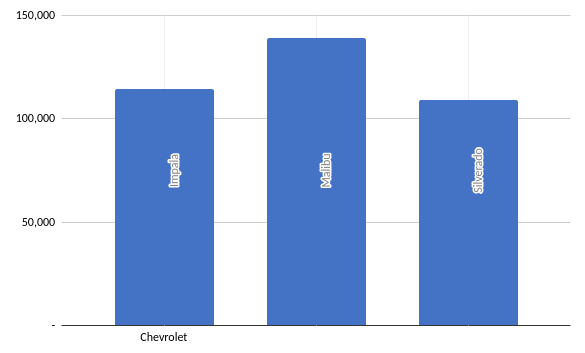 150,000
100,000
50,000
-
Impala
Malibu
Silverado
Chevrolet